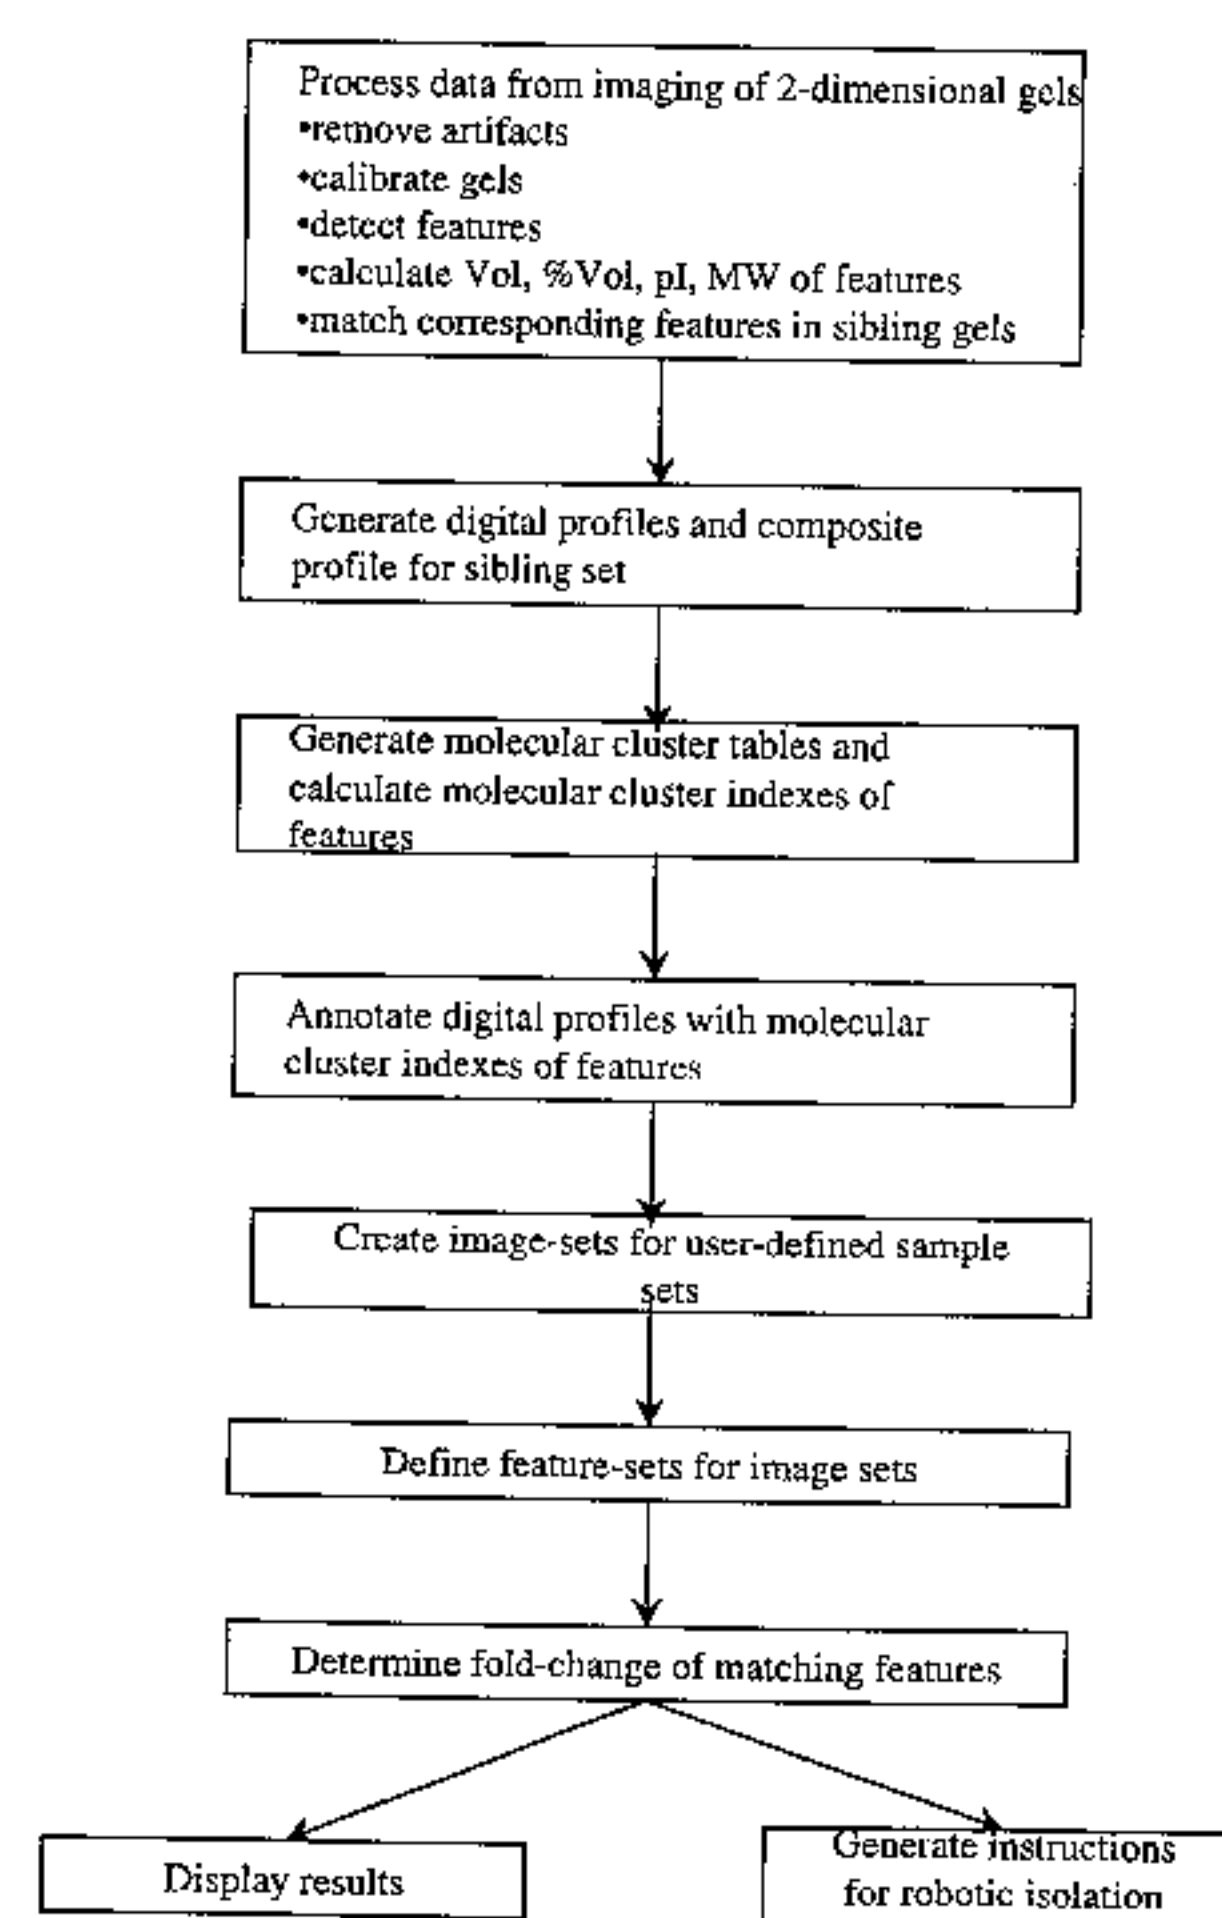 Process data from imaging of 2-dimensional gels
•remove artifacts
•calibrate gels
•detect features
•calculate Vol, %Vol, pI, MW of features
•match corresponding features in sibling gels
Generate digital profiles and composite
profile for sibling set
Generate molecular cluster tables and
calculate molecular cluster indexes of
features
Annotate digital profiles with molecular
cluster indexes of features
Create image-sets for user-defined sample
sets
Define feature-sets for image sets
Determine fold-change of matching features
Display results
Generate instructions
for robotic isolation